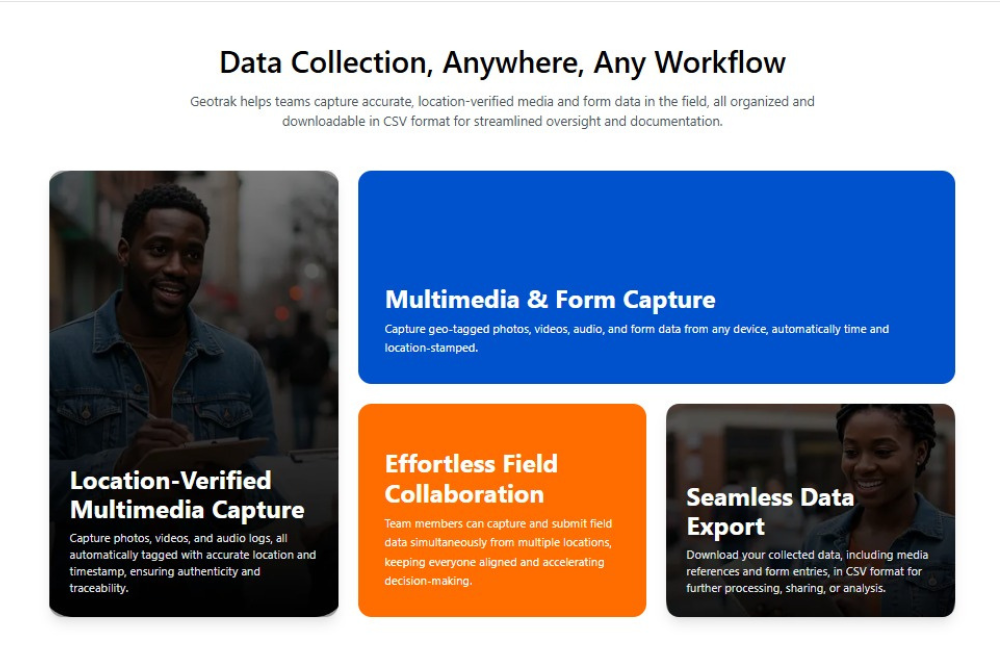 Data Collection, Anywhere, Any Workflow
Geotrak helps teams capture accurate, location-verified media and form data in the field, all organized and
downloadable in CSV format for streamlined oversight and documentation.
Location-Verified
Multimedia Capture
Capture photos, videos, and audio logs, all
automatically tagged with accurate location and
timestamp, ensuring authenticity and
traceability.
Multimedia & Form Capture
Capture geo-tagged photos, videos, audio, and form data from any device, automatically time and
location-stamped.
Effortless Field
Collaboration
Team members can capture and submit field
data simultaneously from multiple locations,
keeping everyone aligned and accelerating
decision-making.
Seamless Data
Export
Download your collected data, including media
references and form entries, in CSV format for
further processing, sharing, or analysis.